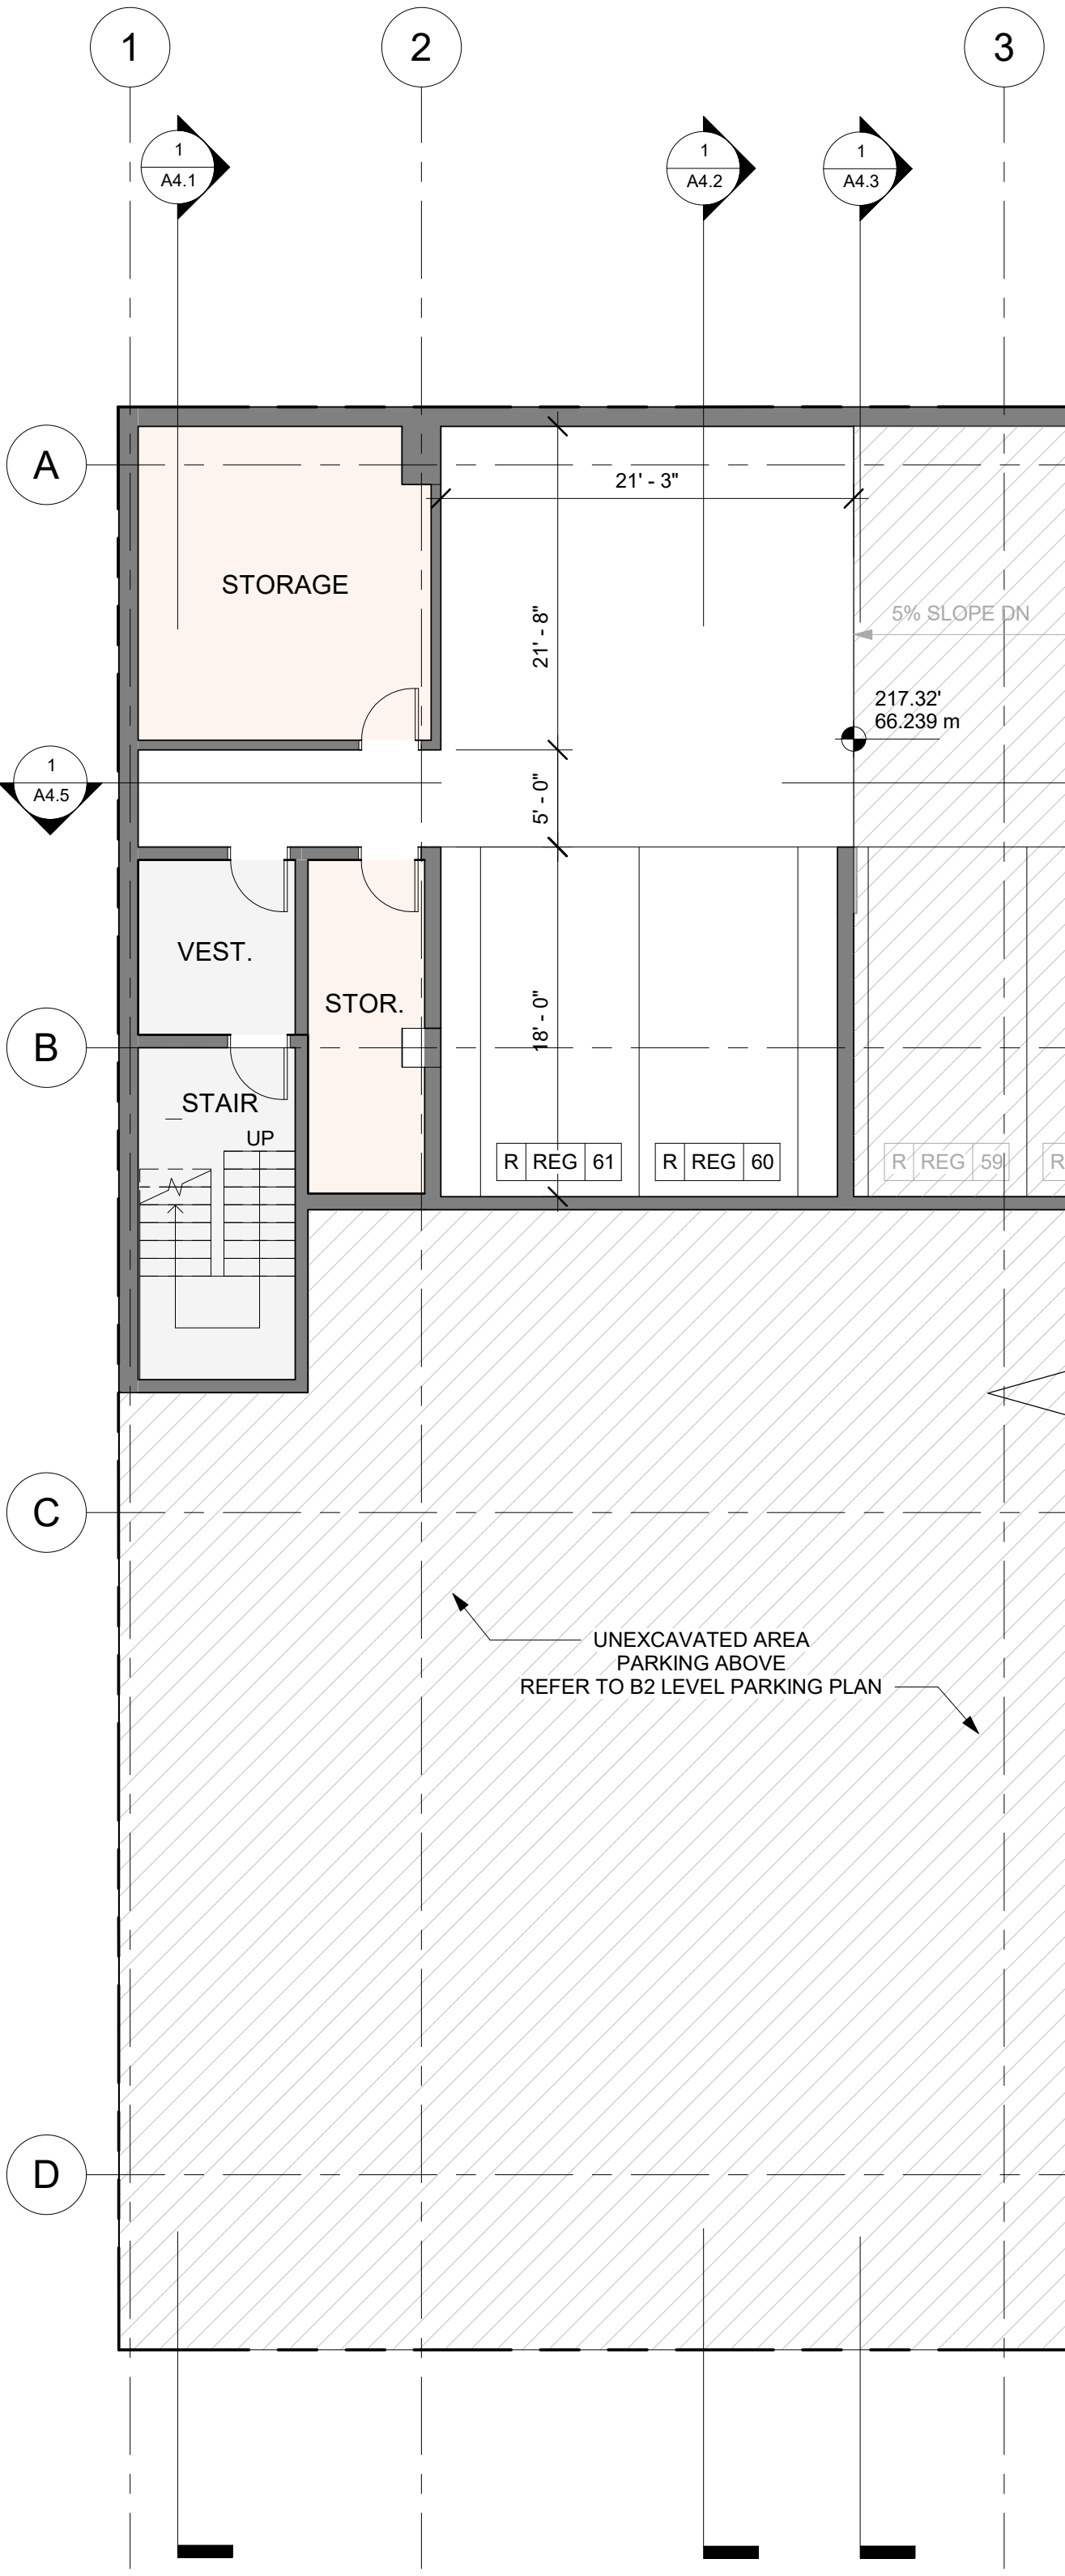 1
2
3
1
A4.1
1
A4.2
1
A4.3
A
21' - 3"
STORAGE
21' - 8"
5% SLOPE DN
217.32'
66.239 m
1
A4.5
5' - 0"
VEST.
STOR.
18' - 0"
B
STAIR
UP
R REG 61
R REG 60
R REG 59
R
C
UNEXCAVATED AREA
PARKING ABOVE
REFER TO B2 LEVEL PARKING PLAN
D